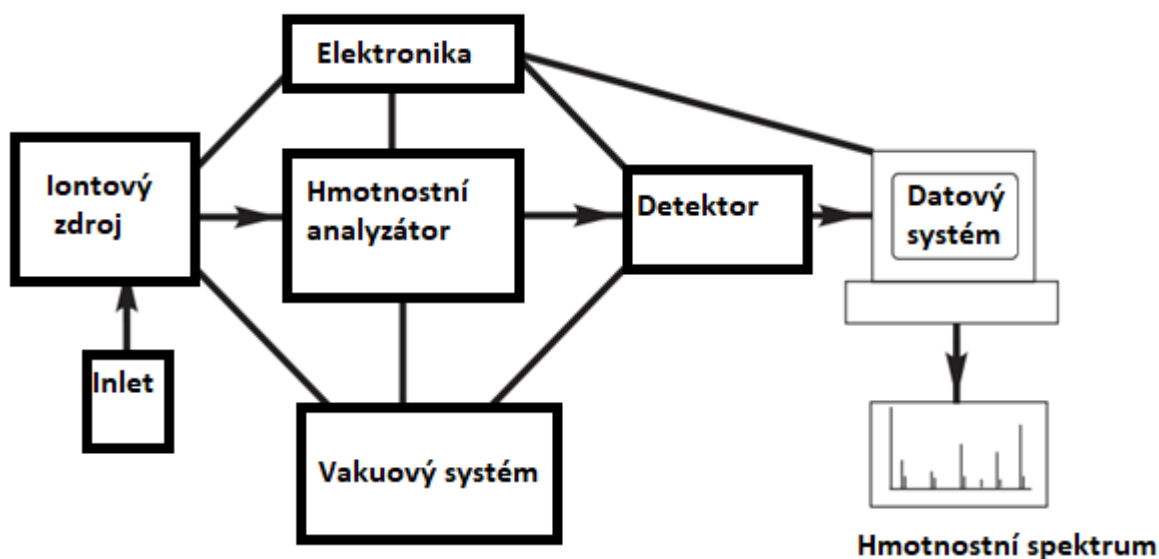 Elektronika
Iontový
zdroj
Hmotnostní
analyzátor
Detektor
Datový
systém
Inlet
Vakuový systém
Hmotnostní spektrum